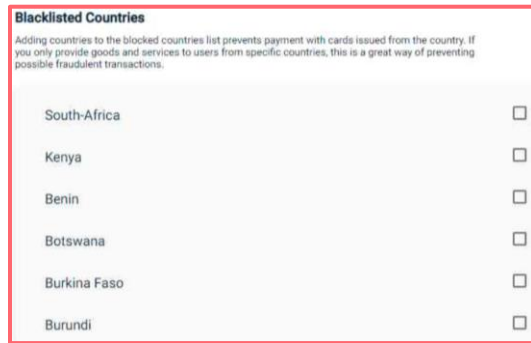 Blacklisted Countries
Adding countries to the blocked countries list prevents payment with cards issued from the country. If
you only provide goods and services to users from specific countries, this is a great way of preventing
possible fraudulent transactions.
South-Africa
Kenya
Benin
Botswana
Burkina Faso
Burundi